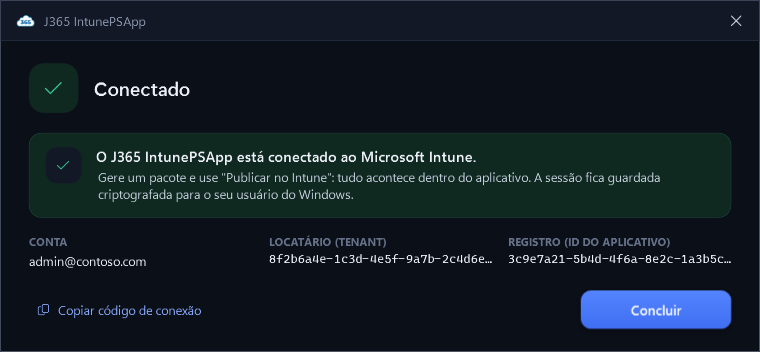 J365 IntunePSApp
Conectado
O J365 IntunePSApp está conectado ao Microsoft Intune.
Gere um pacote e use "Publicar no Intune": tudo acontece dentro do aplicativo. A sessão fica guardada
criptografada para o seu usuário do Windows.
CONTA
admin@contoso.com
LOCATÁRIO (TENANT)
8f2b6a4e-1c3d-4e5f-9a7b-2c4d6e…
REGISTRO (ID DO APLICATIVO)
3c9e7a21-5b4d-4f6a-8e2c-1a3b5c…
Copiar código de conexão
Concluir